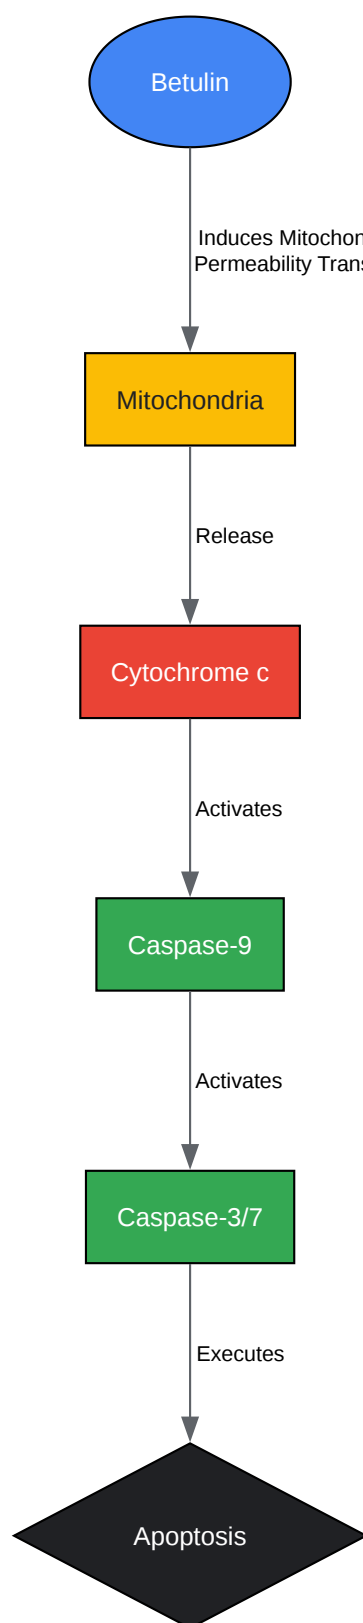 Betulin
Induces Mitochon
Permeability Trans
Mitochondria
Release
Cytochrome c
Activates
Caspase-9
Activates
Caspase-3/7
Executes
Apoptosis